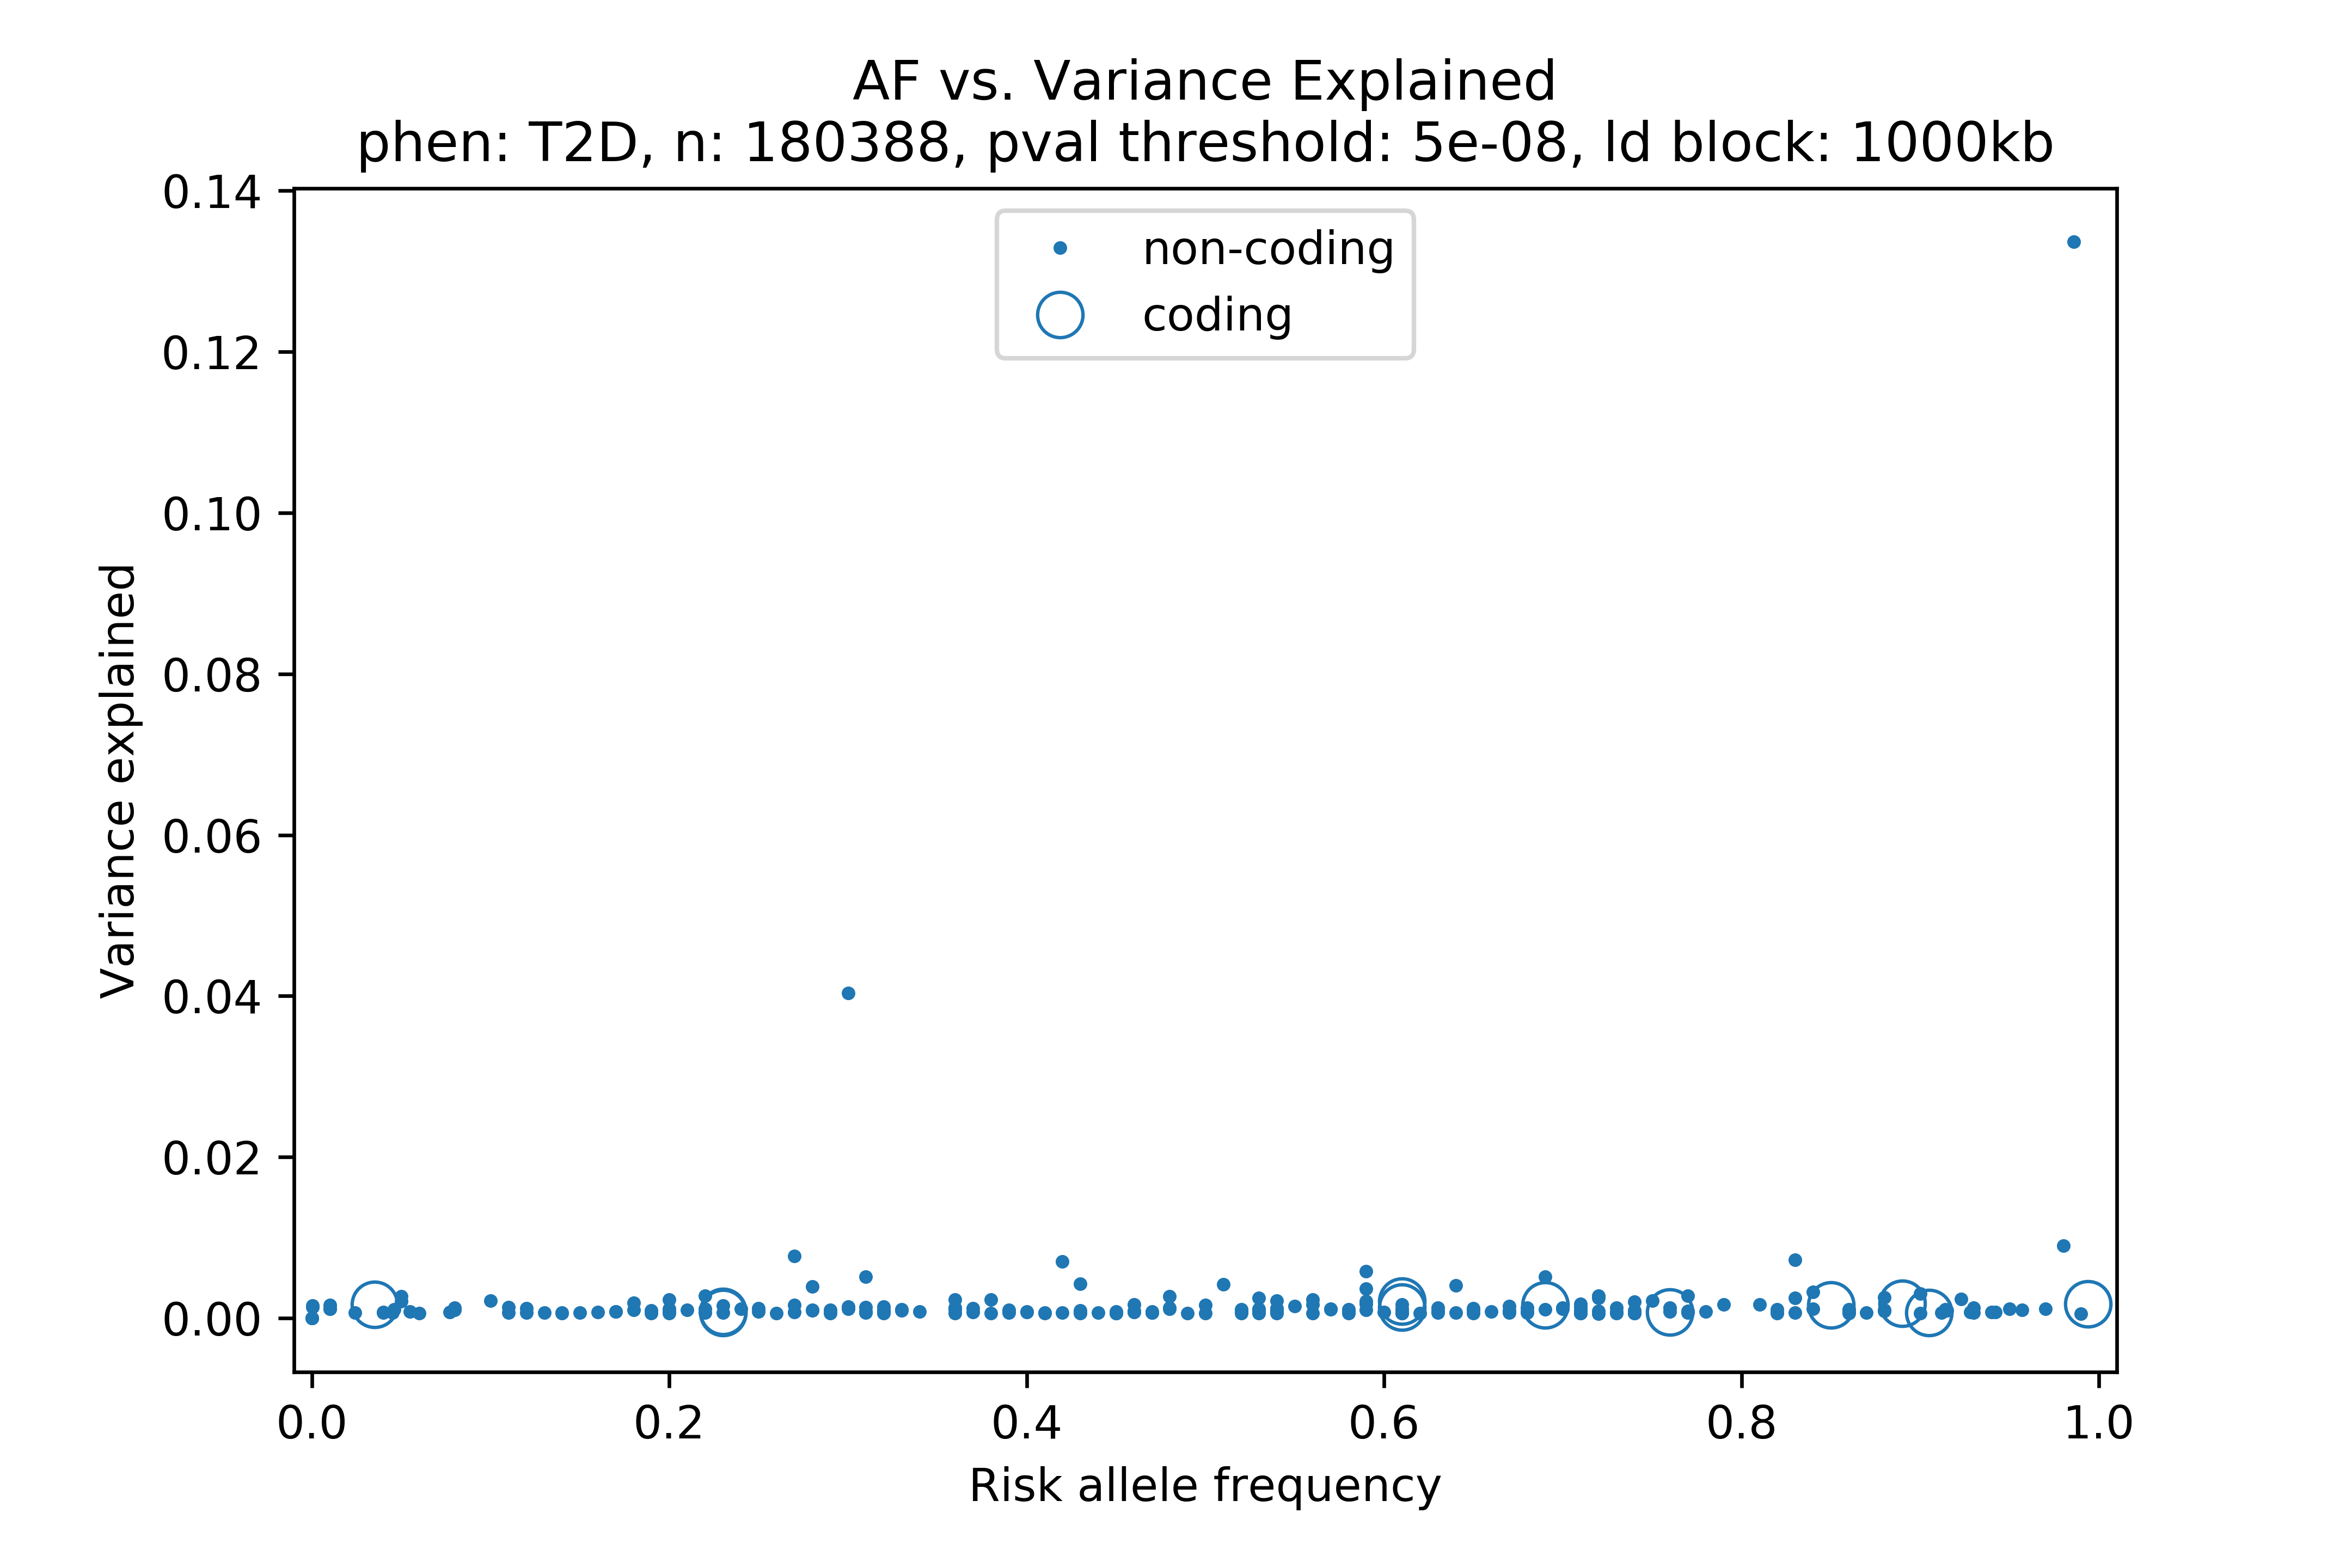 AF vs. Variance Explained
phen: T2D, n: 180388, pval threshold: 5e-08, ld block: 1000kb
non-coding
coding
Variance explained
0.14
0.12
0.10
0.08
0.06
0.04
0.02
0.00
0.0 0.2 0.4 0.6 0.8 1.0
Risk allele frequency